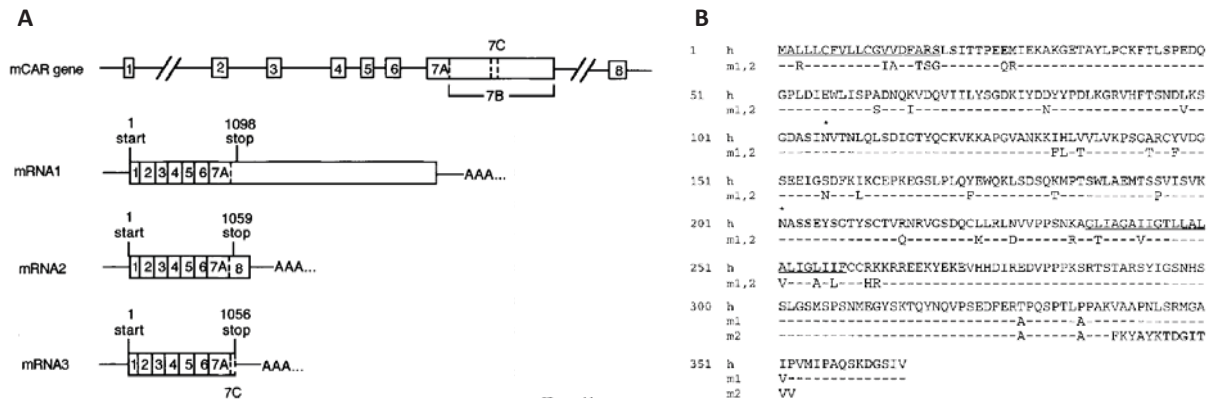 A
mCAR gene 1 2 3 4 5 6 7A 7C 8
7B
1 1098
start stop
mRNA1 1 2 3 4 5 6 7A AAA...
1 1059
start stop
mRNA2 1 2 3 4 5 6 7A 8 AAA...
1 1056
start stop
mRNA3 1 2 3 4 5 6 7A AAA...
7C
B
1 h MALLLCFVLLCGVVDFARSLSITTPEEMIEKAKGETAYLPCKFTLSPEDQ
m1,2 --R---------IA--TSG-------QR----------------------
51 h GPLDIEWLISPADNQKVDQVIILYSGDKIYDDYYPDLKGRVHFTSNDLKS
m1,2 -----------S---I---------------N---------------V--
*
101 h GDASINVTNLQLSDIGTYQCKVKKAPGVANKKIHLVVLVKPSGARCYVDG
m1,2 --------------------------------FL-T-------T--F---
151 h SEEIGSDFKIKCEPKEGSLPLQYEWQKLSDSQKMPTSWLAEMTSSVISVK
m1,2 -----N---L------------F---------T-----------P-----
*
201 h NASSEYSGTYSCTVRNRVGSDQCLLRLNVVPPSNKAGLIAGAIIGTLLAL
m1,2 --------------Q--------M---D------R--T----V-------
251 h ALIGLIIFCCRKKRREEKYEKEVHHDIREDVPPPKSRTSTARSYIGSNHS
m1,2 V---A-L---HR--------------------------------------
300 h SLGSMSPSNMEGYSKTQYNQVPSEDFERTPQSPTLPPAKVAAPNLSRMGA
m1 ----------------------------A------A--------------
m2 ----------------------------A------A---FKYAYKTDGIT
351 h IPVMIPAQSKDGSIV
m1 V--------------
m2 VV